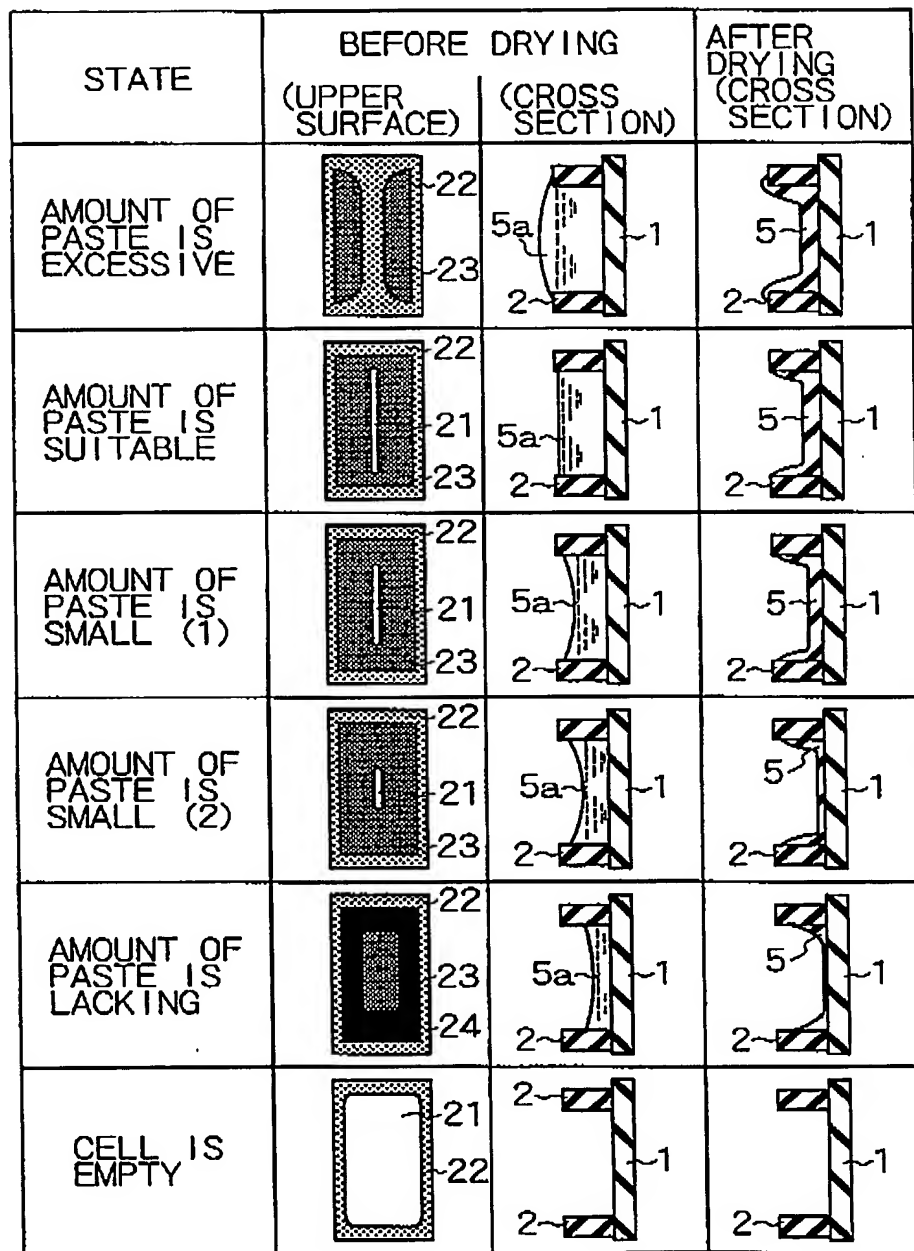 STATE
BEFORE DRYING
(UPPER SURFACE)
(CROSS SECTION)
AFTER DRYING (CROSS SECTION)
AMOUNT OF PASTE IS EXCESSIVE
22
23
5a
1
2
5
1
2
AMOUNT OF PASTE IS SUITABLE
22
21
23
5a
1
2
5
1
2
AMOUNT OF PASTE IS SMALL (1)
22
21
23
5a
1
2
5
1
2
AMOUNT OF PASTE IS SMALL (2)
22
21
23
5a
1
2
5
1
2
AMOUNT OF PASTE IS LACKING
22
23
24
5a
1
2
5
1
2
CELL IS EMPTY
21
22
2
1
2
2
1
2